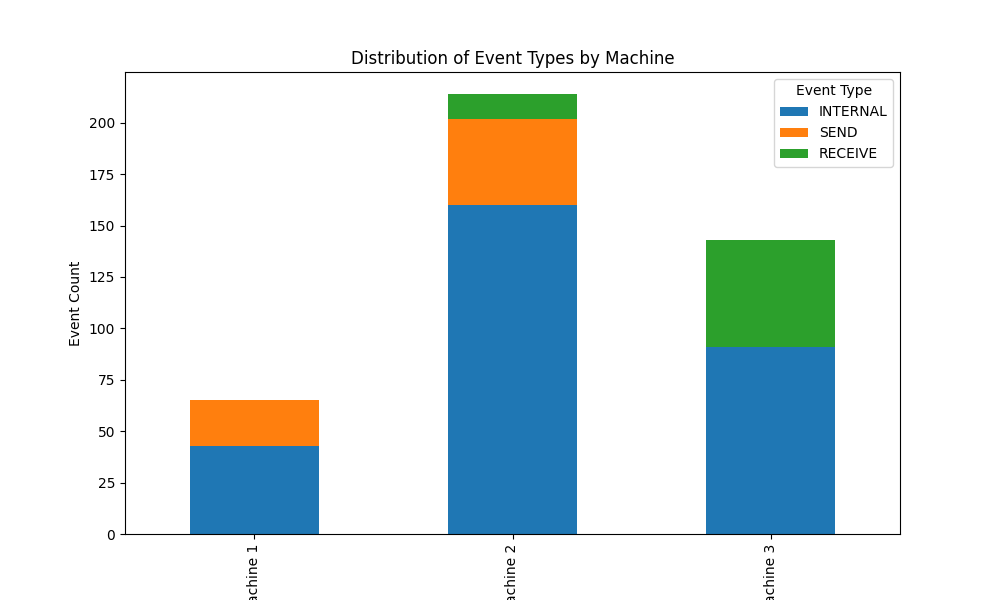 Distribution of Event Types by Machine
Event Type
INTERNAL
SEND
RECEIVE
Event Count
200
175
150
125
100
75
50
25
0
achine 1
achine 2
achine 3